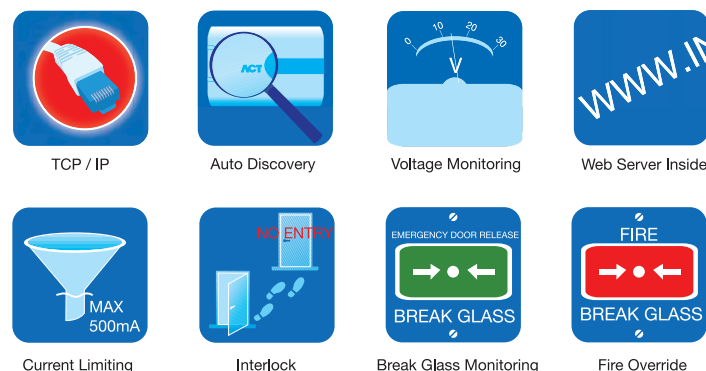 ACT
0 10 20 30
V
WWW.IN
TCP / IP
Auto Discovery
Voltage Monitoring
Web Server Inside
MAX
500mA
NO ENTRY
EMERGENCY DOOR RELEASE
BREAK GLASS
FIRE
BREAK GLASS
Current Limiting
Interlock
Break Glass Monitoring
Fire Override